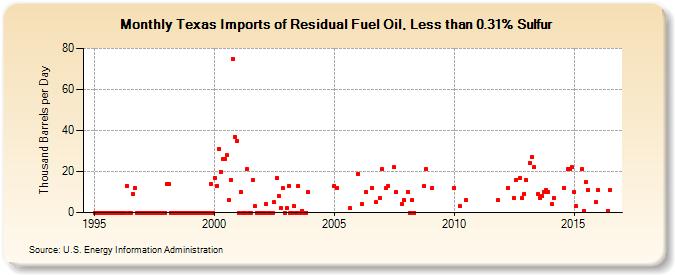 Monthly Texas Imports of Residual Fuel Oil, Less than 0.31% Sulfur
Thousand Barrels per Day
80
60
40
20
0
1995 2000 2005 2010 2015
Source: U.S. Energy Information Administration